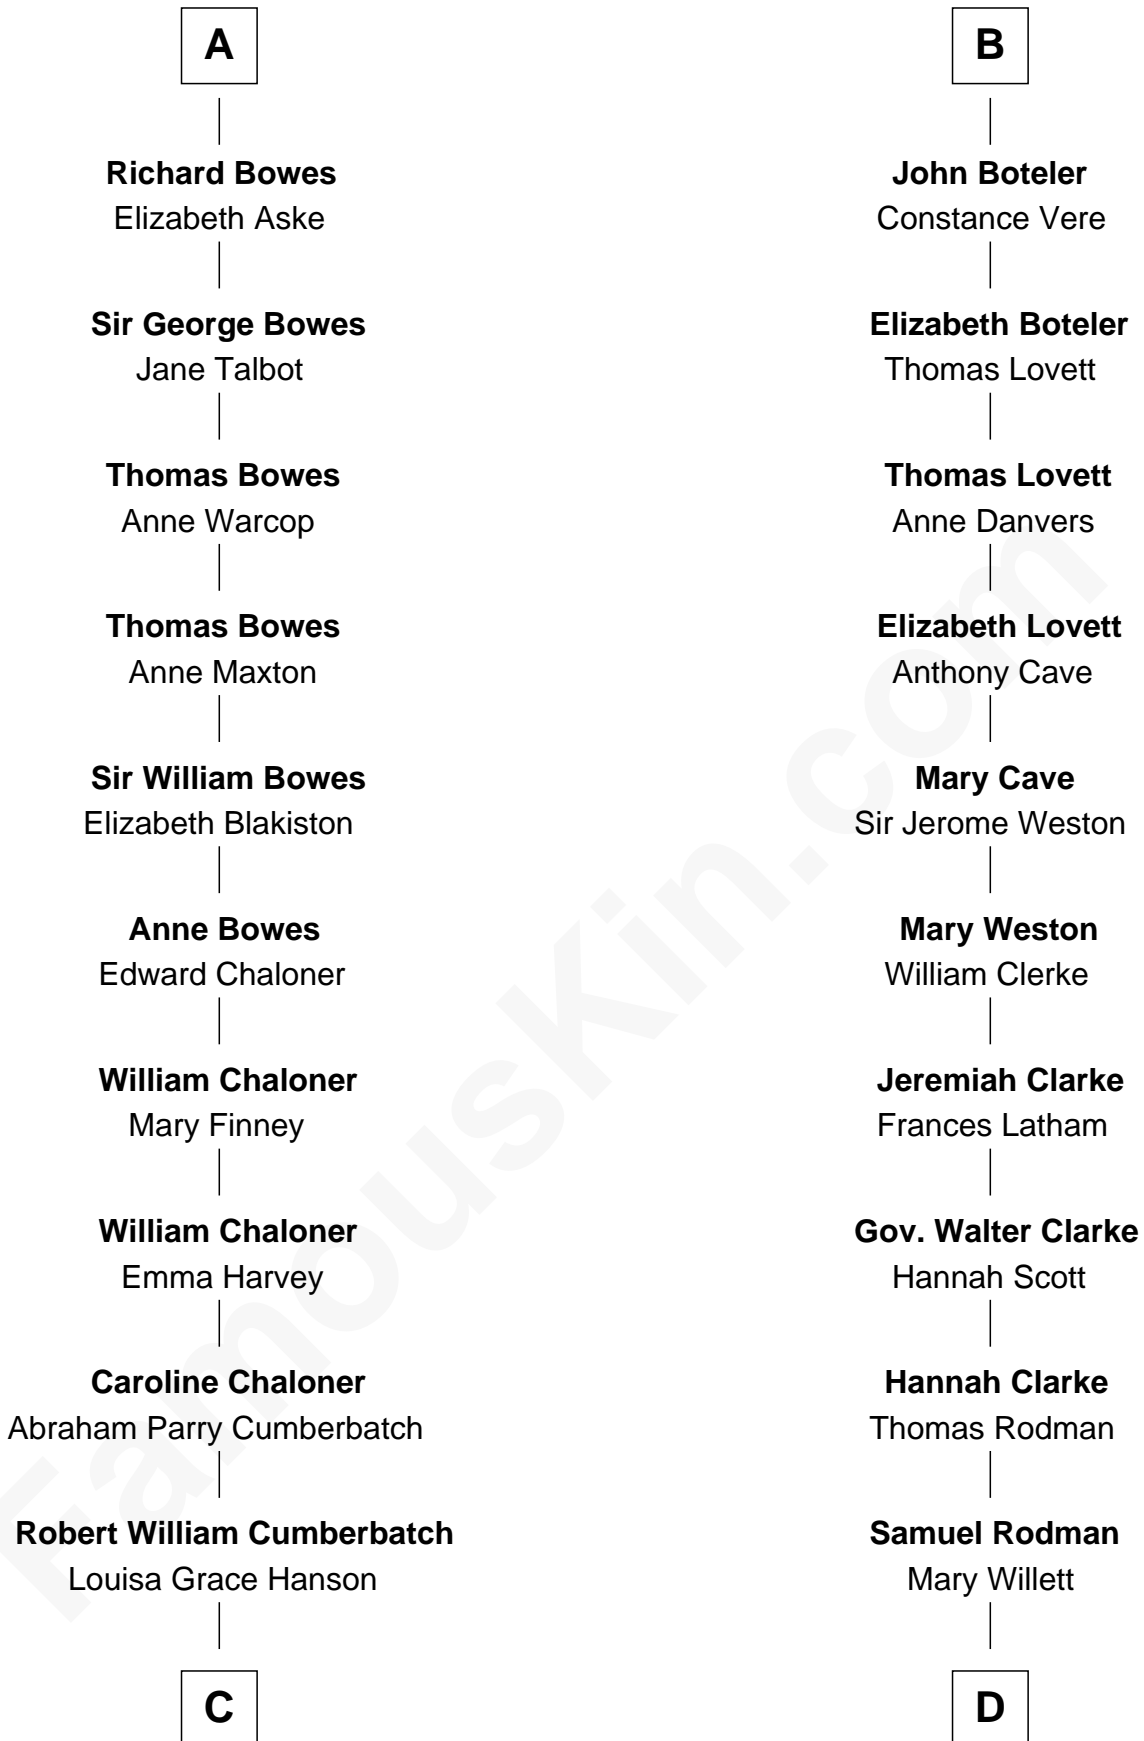 A
Richard Bowes
Elizabeth Aske
Sir George Bowes
Jane Talbot
Thomas Bowes
Anne Warcop
Thomas Bowes
Anne Maxton
Sir William Bowes
Elizabeth Blakiston
Anne Bowes
Edward Chaloner
William Chaloner
Mary Finney
William Chaloner
Emma Harvey
Caroline Chaloner
Abraham Parry Cumberbatch
Robert William Cumberbatch
Louisa Grace Hanson
C
B
John Boteler
Constance Vere
Elizabeth Boteler
Thomas Lovett
Thomas Lovett
Anne Danvers
Elizabeth Lovett
Anthony Cave
Mary Cave
Sir Jerome Weston
Mary Weston
William Clerke
Jeremiah Clarke
Frances Latham
Gov. Walter Clarke
Hannah Scott
Hannah Clarke
Thomas Rodman
Samuel Rodman
Mary Willett
D
FamousKin.com